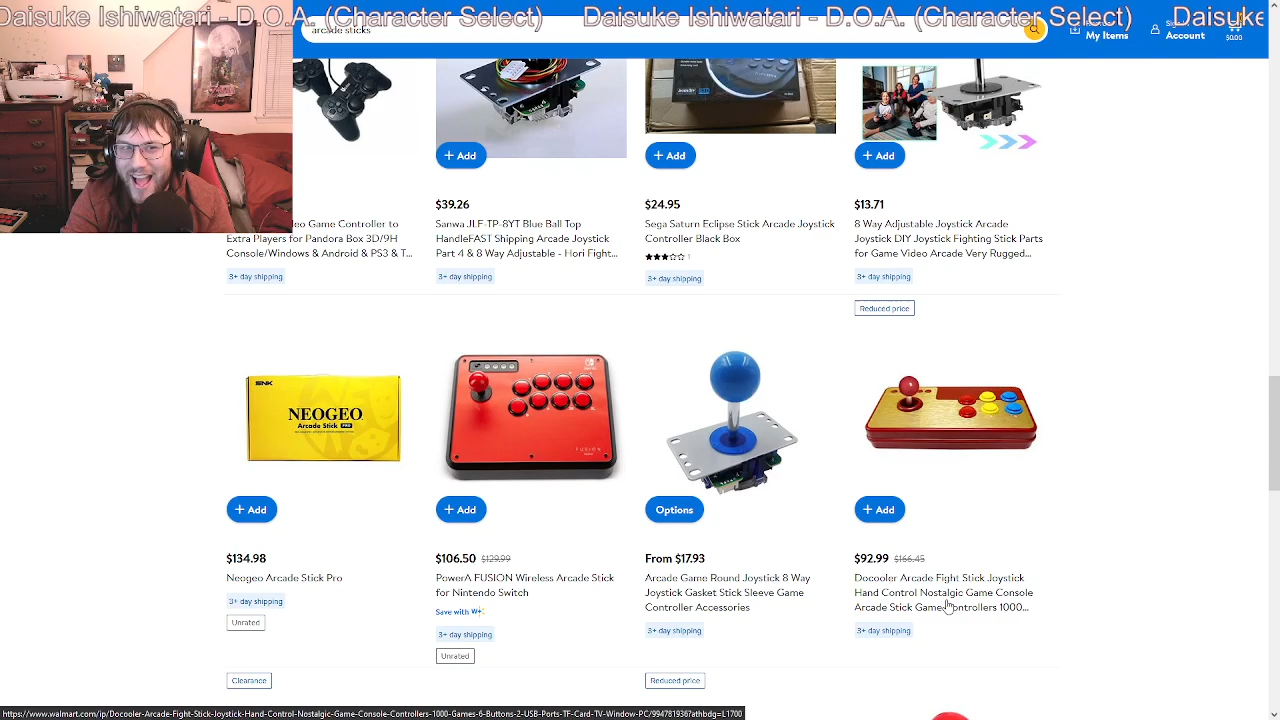 Daisuke Ishiwatari - D.O.A. (Character Select) Daisuke Ishiwatari - D.O.A. (Character Select) Daisuke
arcade sticks
My Items
Account
$0.00
+ Add
+ Add
+ Add
eo Game Controller to
Extra Players for Pandora Box 3D/9H
Console/Windows & Android & PS3 & T...
3+ day shipping
$39.26
Sanwa JLF-TP-8YT Blue Ball Top
HandleFAST Shipping Arcade Joystick
Part 4 & 8 Way Adjustable - Hori Fight...
3+ day shipping
$24.95
Sega Saturn Eclipse Stick Arcade Joystick
Controller Black Box
1
3+ day shipping
$13.71
8 Way Adjustable Joystick Arcade
Joystick DIY Joystick Fighting Stick Parts
for Game Video Arcade Very Rugged...
3+ day shipping
Reduced price
SNK
NEOGEO
Arcade Stick PRO
FUSION
+ Add
+ Add
Options
+ Add
$134.98
Neogeo Arcade Stick Pro
3+ day shipping
Unrated
$106.50 $129.99
PowerA FUSION Wireless Arcade Stick
for Nintendo Switch
Save with W+
3+ day shipping
Unrated
From $17.93
Arcade Game Round Joystick 8 Way
Joystick Gasket Stick Sleeve Game
Controller Accessories
3+ day shipping
$92.99 $166.45
Docooler Arcade Fight Stick Joystick
Hand Control Nostalgic Game Console
Arcade Stick Game Controllers 1000...
3+ day shipping
Clearance
Reduced price
https://www.walmart.com/ip/Docooler-Arcade-Fight-Stick-Joystick-Hand-Control-Nostalgic-Game-Console-Controllers-1000-Games-6-Buttons-2-USB-Ports-TF-Card-TV-Window-PC/994781936?athbdg=L1700